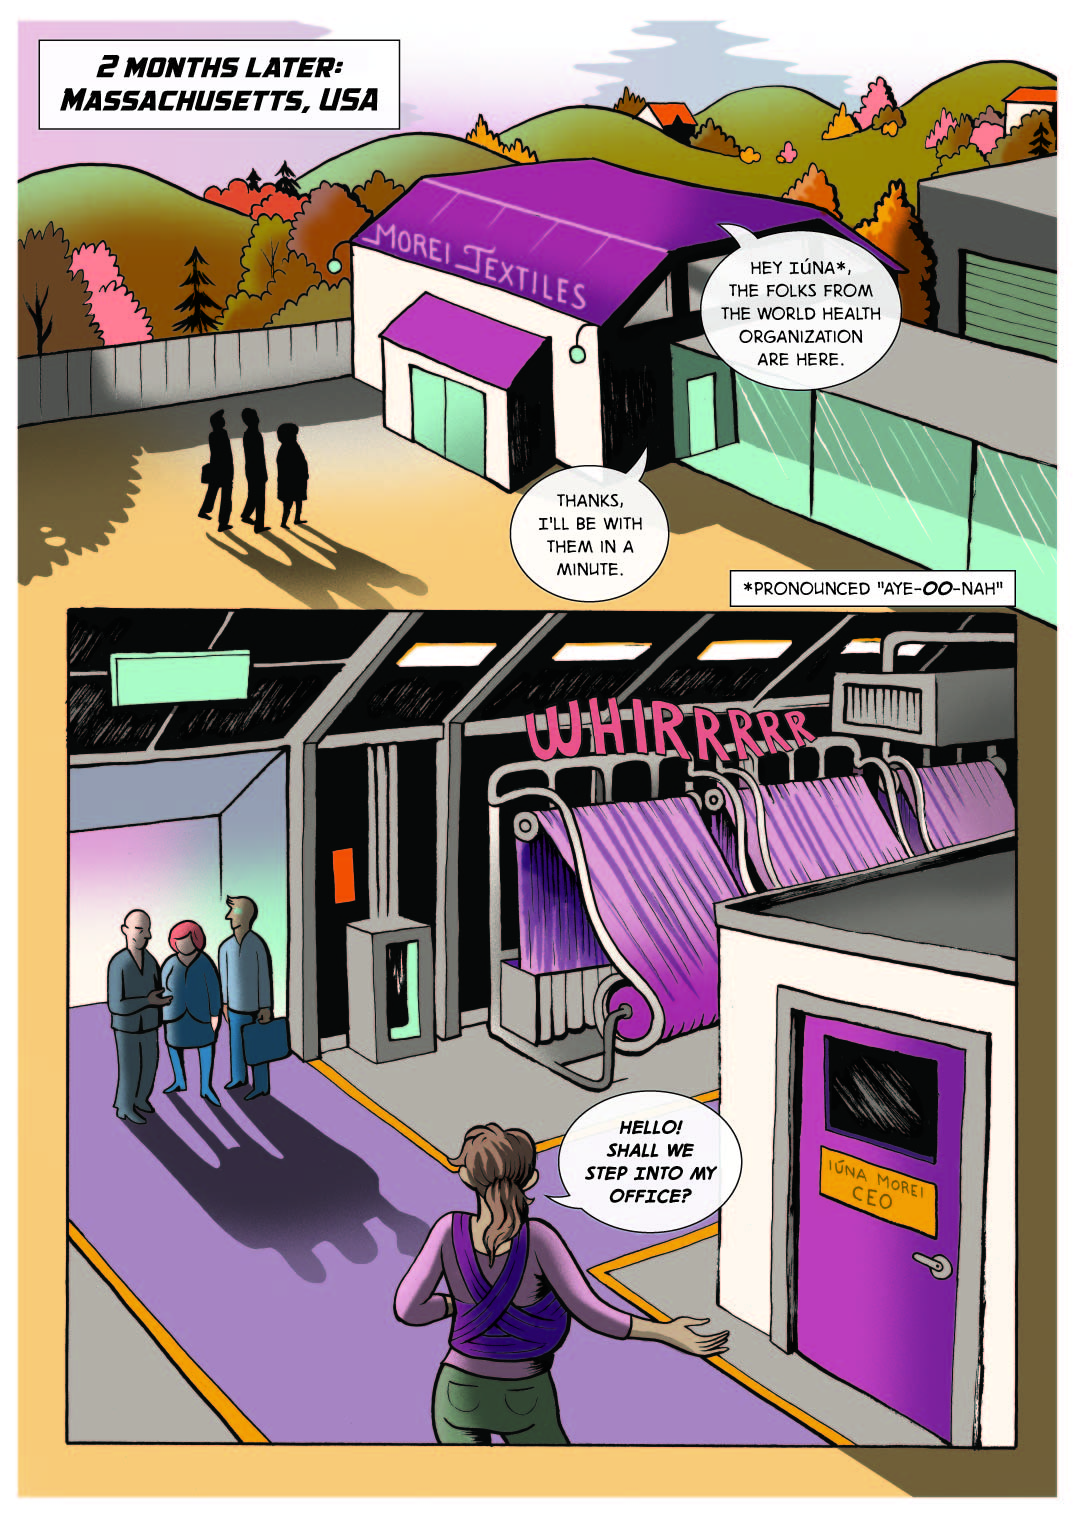 2 MONTHS LATER:
MASSACHUSETTS, USA
MOREI TEXTILES
HEY IÚNA*,
THE FOLKS FROM
THE WORLD HEALTH
ORGANIZATION
ARE HERE.
THANKS,
I'LL BE WITH
THEM IN A
MINUTE.
*PRONOUNCED "AYE-OO-NAH"
WHIRRRRR
HELLO!
SHALL WE
STEP INTO MY
OFFICE?
IÚNA MOREI
CEO